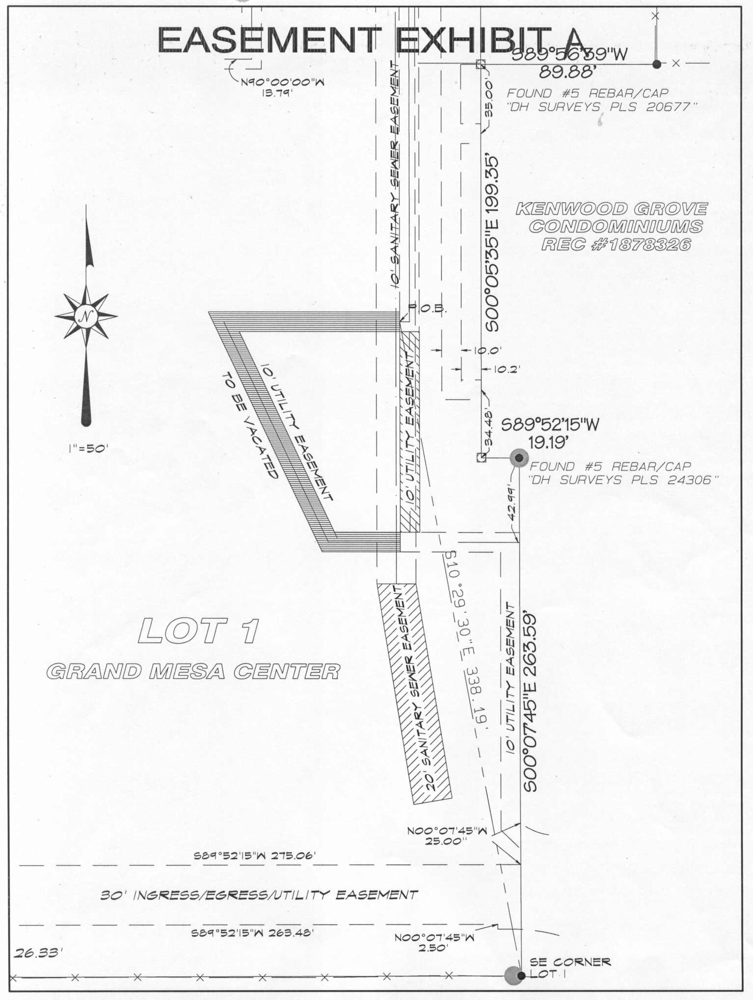 EASEMENT EXHIBIT A
S89°56'39"W
89.88'
N90°00'00"W
13.79'
FOUND #5 REBAR/CAP
"DH SURVEYS PLS 20677"
35.00'
10' SANITARY SEWER EASEMENT
S00°05'35"E 199.35'
KENWOOD GROVE
CONDOMINIUMS
REC #1878326
N
1"=50'
P.O.B.
10.0'
10.2'
10' UTILITY EASEMENT
TO BE VACATED
10' UTILITY EASEMENT
34.48'
S89°52'15"W
19.19'
FOUND #5 REBAR/CAP
"DH SURVEYS PLS 24306"
42.99'
S10°29'30"E 338.19'
LOT 1
GRAND MESA CENTER
20' SANITARY SEWER EASEMENT
10' UTILITY EASEMENT
S00°07'45"E 263.59'
N00°07'45"W
25.00"
S89°52'15"W 275.06'
30' INGRESS/EGRESS/UTILITY EASEMENT
S89°52'15"W 263.48'
N00°07'45"W
2.50'
26.33'
SE CORNER
LOT 1